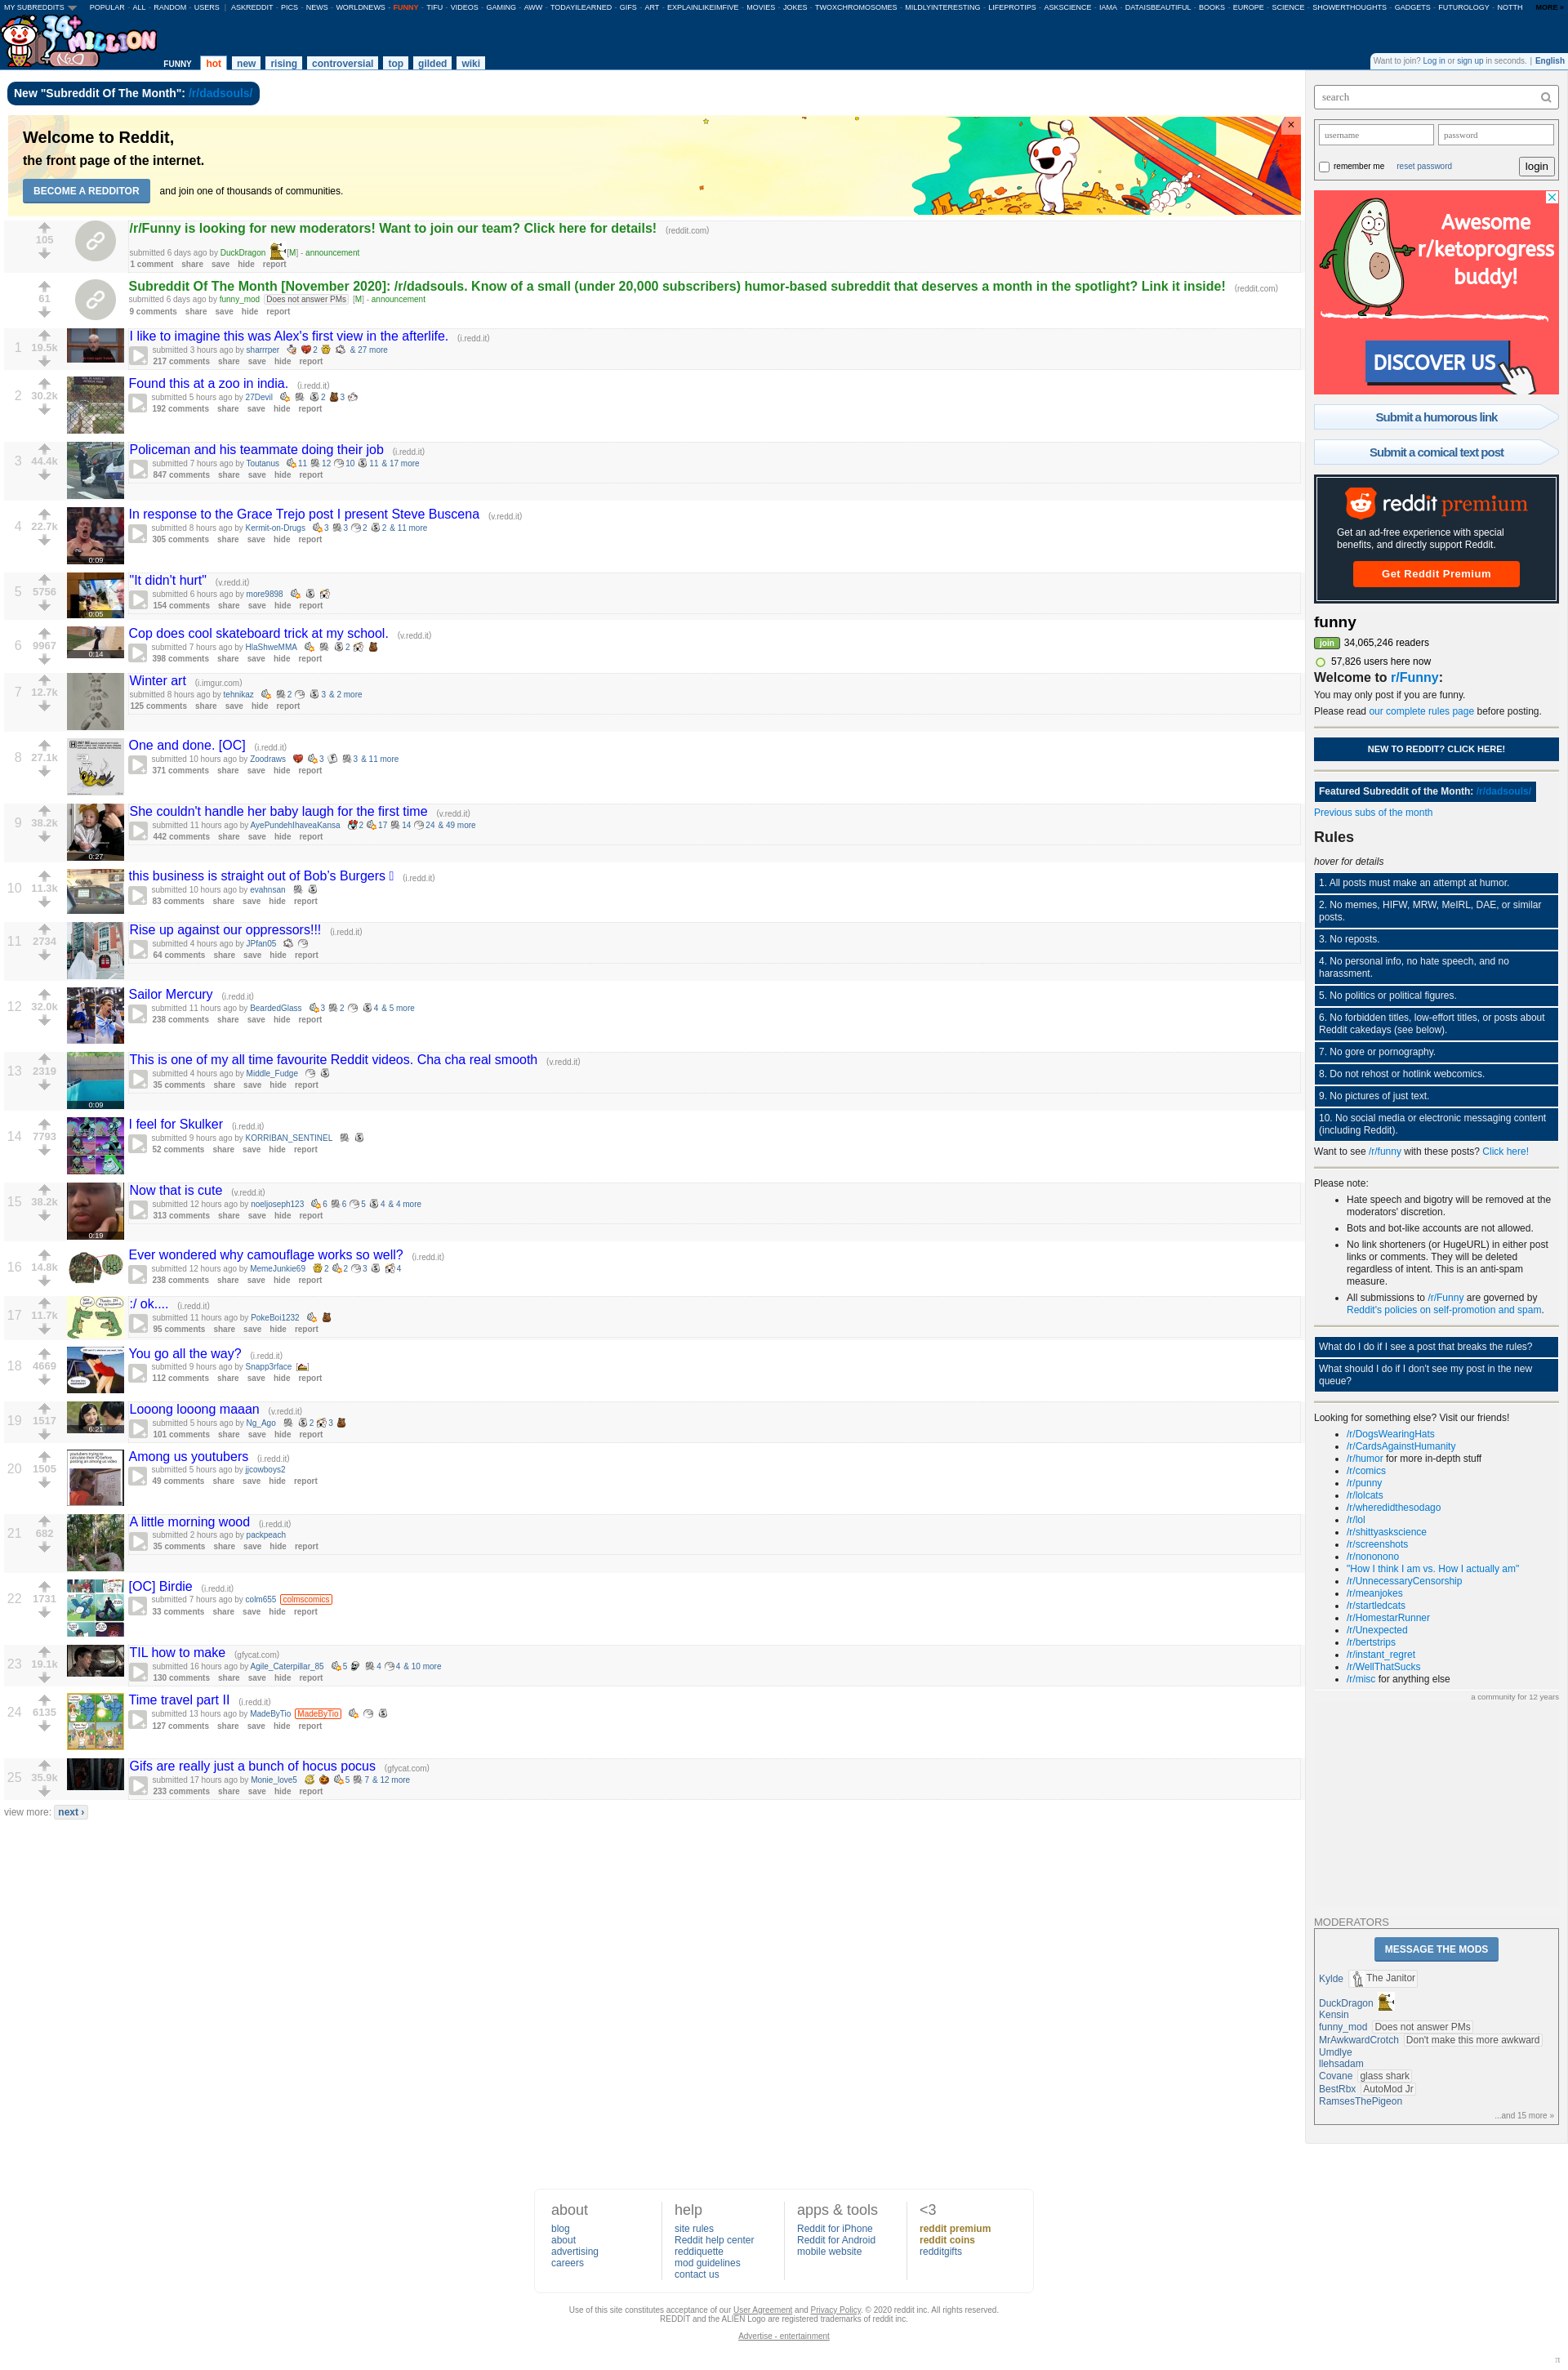 MY SUBREDDITS POPULAR - ALL - RANDOM - USERS | ASKREDDIT - PICS - NEWS - WORLDNEWS - FUNNY - TIFU - VIDEOS - GAMING - AWW - TODAYILEARNED - GIFS - ART - EXPLAINLIKEIMFIVE - MOVIES - JOKES - TWOXCHROMOSOMES - MILDLYINTERESTING - LIFEPROTIPS - ASKSCIENCE - IAMA - DATAISBEAUTIFUL - BOOKS - EUROPE - SCIENCE - SHOWERTHOUGHTS - GADGETS - FUTUROLOGY - NOTTH MORE »
34+ MILLION
FUNNY hot new rising controversial top gilded wiki
Want to join? Log in or sign up in seconds. | English
New "Subreddit Of The Month": /r/dadsouls/
Welcome to Reddit,
the front page of the internet.
BECOME A REDDITOR and join one of thousands of communities.
105
/r/Funny is looking for new moderators! Want to join our team? Click here for details! (reddit.com)
submitted 6 days ago by DuckDragon [M] - announcement
1 comment share save hide report
61
Subreddit Of The Month [November 2020]: /r/dadsouls. Know of a small (under 20,000 subscribers) humor-based subreddit that deserves a month in the spotlight? Link it inside! (reddit.com)
submitted 6 days ago by funny_mod Does not answer PMs [M] - announcement
9 comments share save hide report
1 19.5k
I like to imagine this was Alex's first view in the afterlife. (i.redd.it)
submitted 3 hours ago by sharrrper 2 & 27 more
217 comments share save hide report
2 30.2k
Found this at a zoo in india. (i.redd.it)
submitted 5 hours ago by 27Devil 2 3
192 comments share save hide report
3 44.4k
Policeman and his teammate doing their job (i.redd.it)
submitted 7 hours ago by Toutanus 11 12 10 11 & 17 more
847 comments share save hide report
4 22.7k
0:09
In response to the Grace Trejo post I present Steve Buscena (v.redd.it)
submitted 8 hours ago by Kermit-on-Drugs 3 3 2 2 & 11 more
305 comments share save hide report
5 5756
0:05
"It didn't hurt" (v.redd.it)
submitted 6 hours ago by more9898
154 comments share save hide report
6 9967
0:14
Cop does cool skateboard trick at my school. (v.redd.it)
submitted 7 hours ago by HlaShweMMA 2
398 comments share save hide report
7 12.7k
Winter art (i.imgur.com)
submitted 8 hours ago by tehnikaz 2 3 & 2 more
125 comments share save hide report
8 27.1k
One and done. [OC] (i.redd.it)
submitted 10 hours ago by Zoodraws 3 3 & 11 more
371 comments share save hide report
9 38.2k
0:27
She couldn't handle her baby laugh for the first time (v.redd.it)
submitted 11 hours ago by AyePundehIhaveaKansa 2 17 14 24 & 49 more
442 comments share save hide report
10 11.3k
this business is straight out of Bob's Burgers (i.redd.it)
submitted 10 hours ago by evahnsan
83 comments share save hide report
11 2734
Rise up against our oppressors!!! (i.redd.it)
submitted 4 hours ago by JPfan05
64 comments share save hide report
12 32.0k
Sailor Mercury (i.redd.it)
submitted 11 hours ago by BeardedGlass 3 2 4 & 5 more
238 comments share save hide report
13 2319
0:09
This is one of my all time favourite Reddit videos. Cha cha real smooth (v.redd.it)
submitted 4 hours ago by Middle_Fudge
35 comments share save hide report
14 7793
I feel for Skulker (i.redd.it)
submitted 9 hours ago by KORRIBAN_SENTINEL
52 comments share save hide report
15 38.2k
0:19
Now that is cute (v.redd.it)
submitted 12 hours ago by noeljoseph123 6 6 5 4 & 4 more
313 comments share save hide report
16 14.8k
Ever wondered why camouflage works so well? (i.redd.it)
submitted 12 hours ago by MemeJunkie69 2 2 3 4
238 comments share save hide report
17 11.7k
:/ ok.... (i.redd.it)
submitted 11 hours ago by PokeBoi1232
95 comments share save hide report
18 4669
You go all the way? (i.redd.it)
submitted 9 hours ago by Snapp3rface
112 comments share save hide report
19 1517
6:21
Looong looong maaan (v.redd.it)
submitted 5 hours ago by Ng_Ago 2 3
101 comments share save hide report
20 1505
Among us youtubers (i.redd.it)
submitted 5 hours ago by jjcowboys2
49 comments share save hide report
21 682
A little morning wood (i.redd.it)
submitted 2 hours ago by packpeach
35 comments share save hide report
22 1731
[OC] Birdie (i.redd.it)
submitted 7 hours ago by colm655 colmscomics
33 comments share save hide report
23 19.1k
TIL how to make (gfycat.com)
submitted 16 hours ago by Agile_Caterpillar_85 5 4 4 & 10 more
130 comments share save hide report
24 6135
Time travel part II (i.redd.it)
submitted 13 hours ago by MadeByTio MadeByTio
127 comments share save hide report
25 35.9k
Gifs are really just a bunch of hocus pocus (gfycat.com)
submitted 17 hours ago by Monie_love5 5 7 & 12 more
233 comments share save hide report
view more: next ›
search
username password
remember me reset password login
Awesome
r/ketoprogress
buddy!
DISCOVER US
Submit a humorous link
Submit a comical text post
reddit premium
Get an ad-free experience with special
benefits, and directly support Reddit.
Get Reddit Premium
funny
join 34,065,246 readers
57,826 users here now
Welcome to r/Funny:
You may only post if you are funny.
Please read our complete rules page before posting.
NEW TO REDDIT? CLICK HERE!
Featured Subreddit of the Month: /r/dadsouls/
Previous subs of the month
Rules
hover for details
1. All posts must make an attempt at humor.
2. No memes, HIFW, MRW, MeIRL, DAE, or similar
posts.
3. No reposts.
4. No personal info, no hate speech, and no
harassment.
5. No politics or political figures.
6. No forbidden titles, low-effort titles, or posts about
Reddit cakedays (see below).
7. No gore or pornography.
8. Do not rehost or hotlink webcomics.
9. No pictures of just text.
10. No social media or electronic messaging content
(including Reddit).
Want to see /r/funny with these posts? Click here!
Please note:
• Hate speech and bigotry will be removed at the
moderators' discretion.
• Bots and bot-like accounts are not allowed.
• No link shorteners (or HugeURL) in either post
links or comments. They will be deleted
regardless of intent. This is an anti-spam
measure.
• All submissions to /r/Funny are governed by
Reddit's policies on self-promotion and spam.
What do I do if I see a post that breaks the rules?
What should I do if I don't see my post in the new
queue?
Looking for something else? Visit our friends!
• /r/DogsWearingHats
• /r/CardsAgainstHumanity
• /r/humor for more in-depth stuff
• /r/comics
• /r/punny
• /r/lolcats
• /r/wheredidthesodago
• /r/lol
• /r/shittyaskscience
• /r/screenshots
• /r/nononono
• "How I think I am vs. How I actually am"
• /r/UnnecessaryCensorship
• /r/meanjokes
• /r/startledcats
• /r/HomestarRunner
• /r/Unexpected
• /r/bertstrips
• /r/instant_regret
• /r/WellThatSucks
• /r/misc for anything else
a community for 12 years
MODERATORS
MESSAGE THE MODS
Kylde The Janitor
DuckDragon
Kensin
funny_mod Does not answer PMs
MrAwkwardCrotch Don't make this more awkward
Umdlye
llehsadam
Covane glass shark
BestRbx AutoMod Jr
RamsesThePigeon
...and 15 more »
about
blog
about
advertising
careers
help
site rules
Reddit help center
reddiquette
mod guidelines
contact us
apps & tools
Reddit for iPhone
Reddit for Android
mobile website
<3
reddit premium
reddit coins
redditgifts
Use of this site constitutes acceptance of our User Agreement and Privacy Policy. © 2020 reddit inc. All rights reserved.
REDDIT and the ALIEN Logo are registered trademarks of reddit inc.
Advertise - entertainment